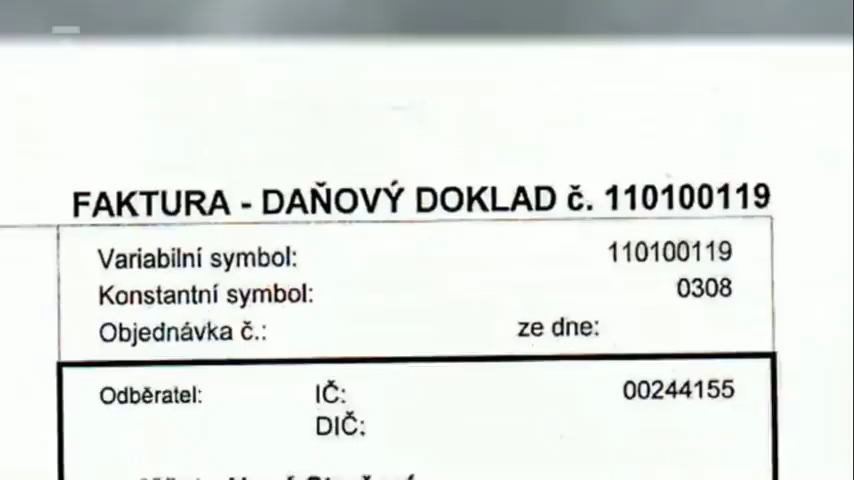 FAKTURA - DAŇOVÝ DOKLAD č. 110100119
Variabilní symbol: 110100119
Konstantní symbol: 0308
Objednávka č.: ze dne:
Odběratel: IČ: 00244155
DIČ: